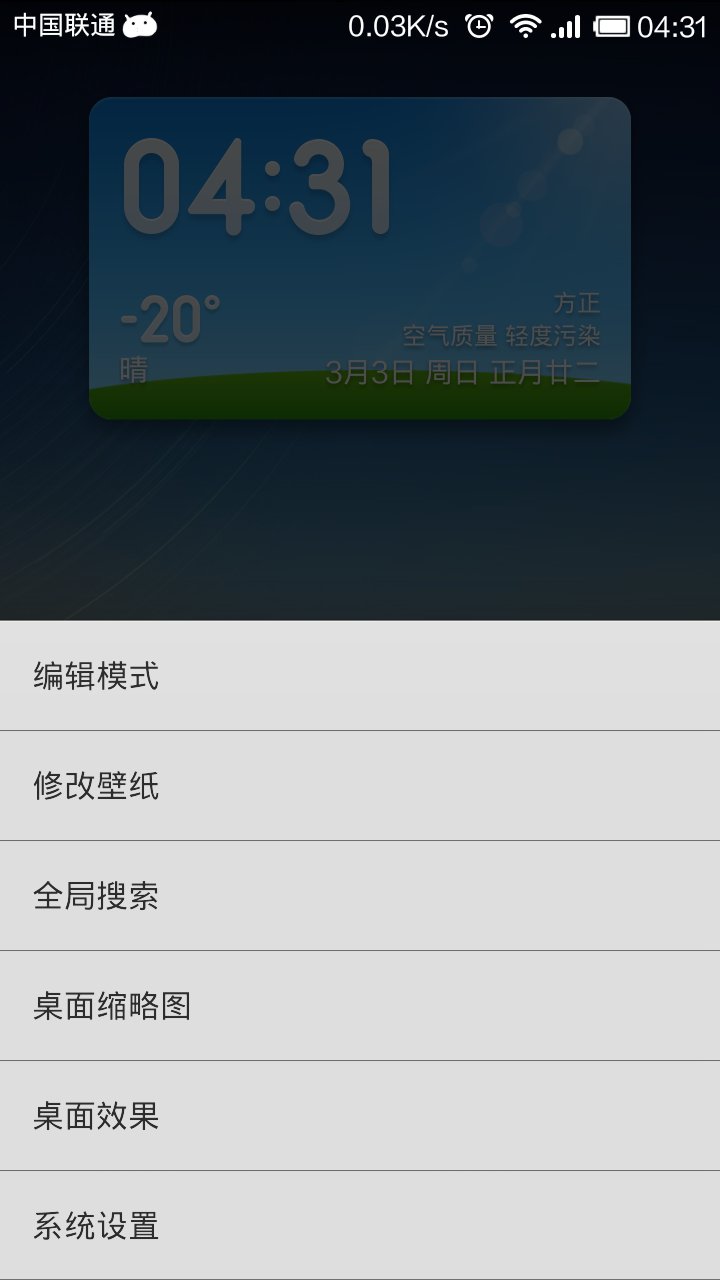 中国联通 0.03K/s 04:31
04:31
-20°
方正
空气质量 轻度污染
晴
3月3日 周日 正月廿二
编辑模式
修改壁纸
全局搜索
桌面缩略图
桌面效果
系统设置